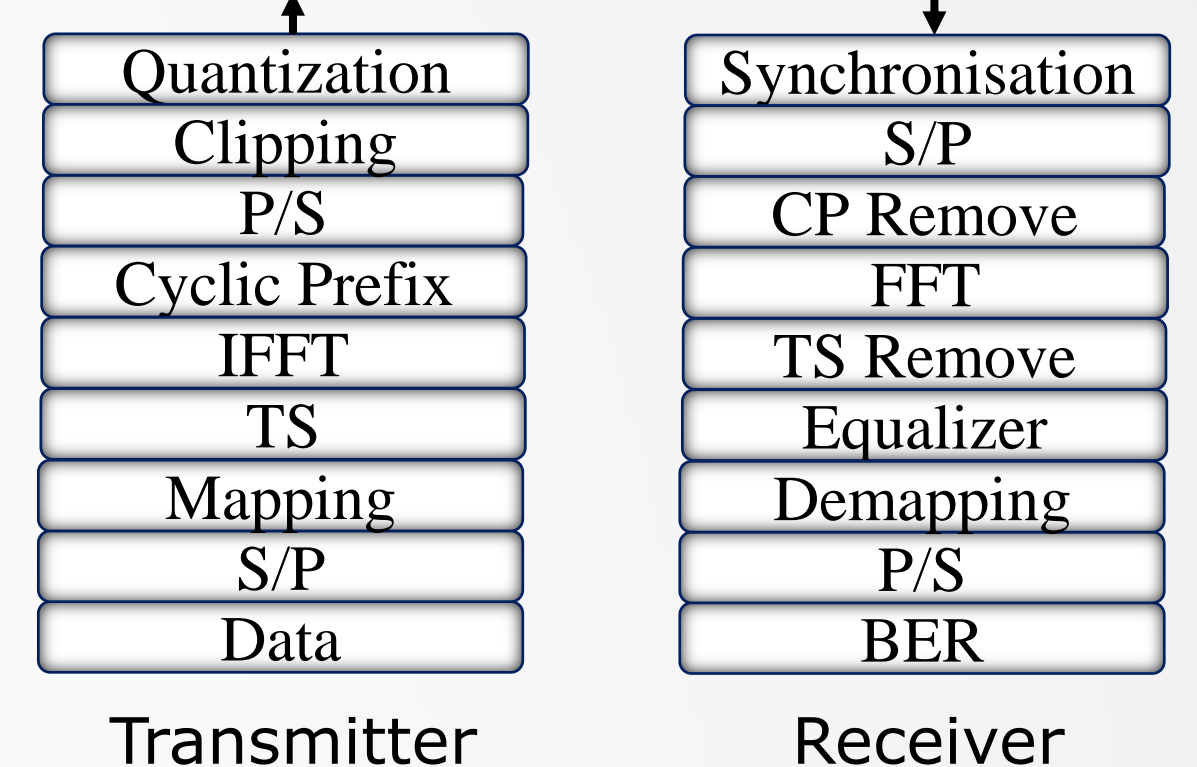 Quantization
Clipping
P/S
Cyclic Prefix
IFFT
TS
Mapping
S/P
Data
Transmitter
Synchronisation
S/P
CP Remove
FFT
TS Remove
Equalizer
Demapping
P/S
BER
Receiver